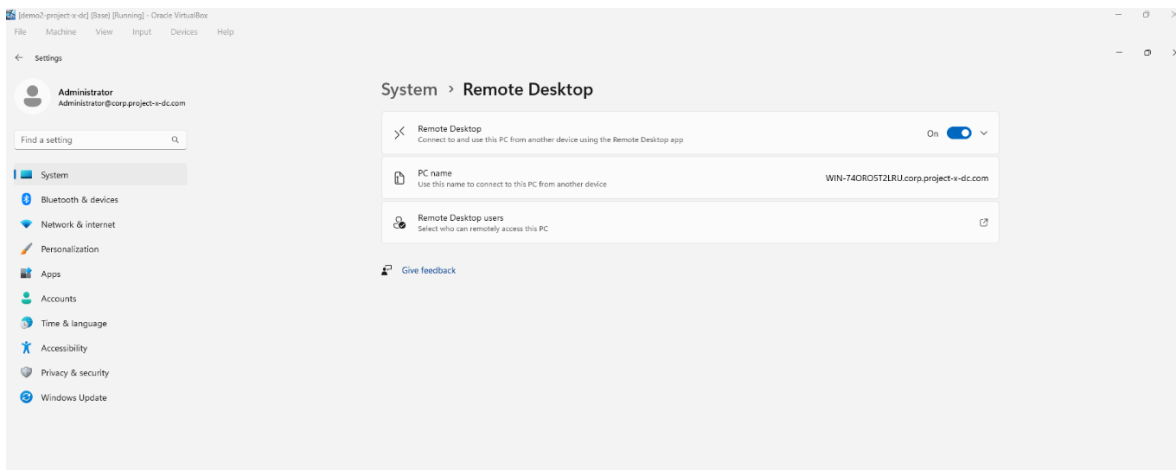 [demo2-project-x-dc] (Base) [Running] - Oracle VirtualBox
File Machine View Input Devices Help
Settings
Administrator
Administrator@corp.project-x-dc.com
Find a setting
System
Bluetooth & devices
Network & internet
Personalization
Apps
Accounts
Time & language
Accessibility
Privacy & security
Windows Update
System > Remote Desktop
Remote Desktop
Connect to and use this PC from another device using the Remote Desktop app
On
PC name
Use this name to connect to this PC from another device
WIN-74ORO5T2LRU.corp.project-x-dc.com
Remote Desktop users
Select who can remotely access this PC
Give feedback